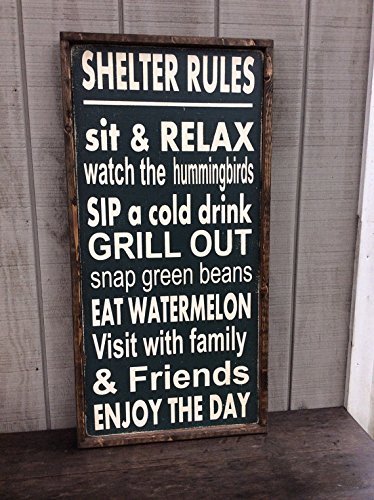 SHELTER RULES
sit & RELAX
watch the hummingbirds
SIP a cold drink
GRILL OUT
snap green beans
EAT WATERMELON
Visit with family
& Friends
ENJOY THE DAY